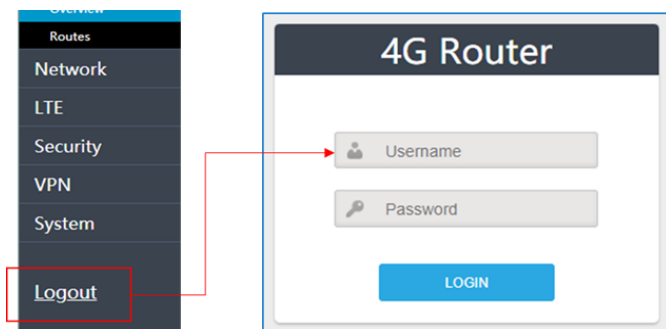 Overview
Routes
Network
LTE
Security
VPN
System
Logout
4G Router
Username
Password
LOGIN